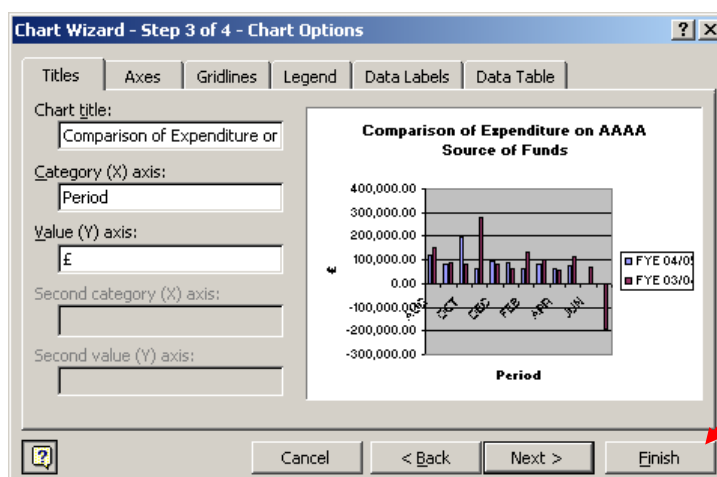 Chart Wizard - Step 3 of 4 - Chart Options
Titles
Axes
Gridlines
Legend
Data Labels
Data Table
Chart title:
Comparison of Expenditure or
Category (X) axis:
Period
Value (Y) axis:
£
Second category (X) axis:
Second value (Y) axis:
Comparison of Expenditure on AAAA
Source of Funds
400,000.00
300,000.00
200,000.00
100,000.00
0.00
-100,000.00
-200,000.00
-300,000.00
£
AUG
OCT
DEC
FEB
APR
JUN
Period
FYE 04/05
FYE 03/04
Cancel
< Back
Next >
Finish